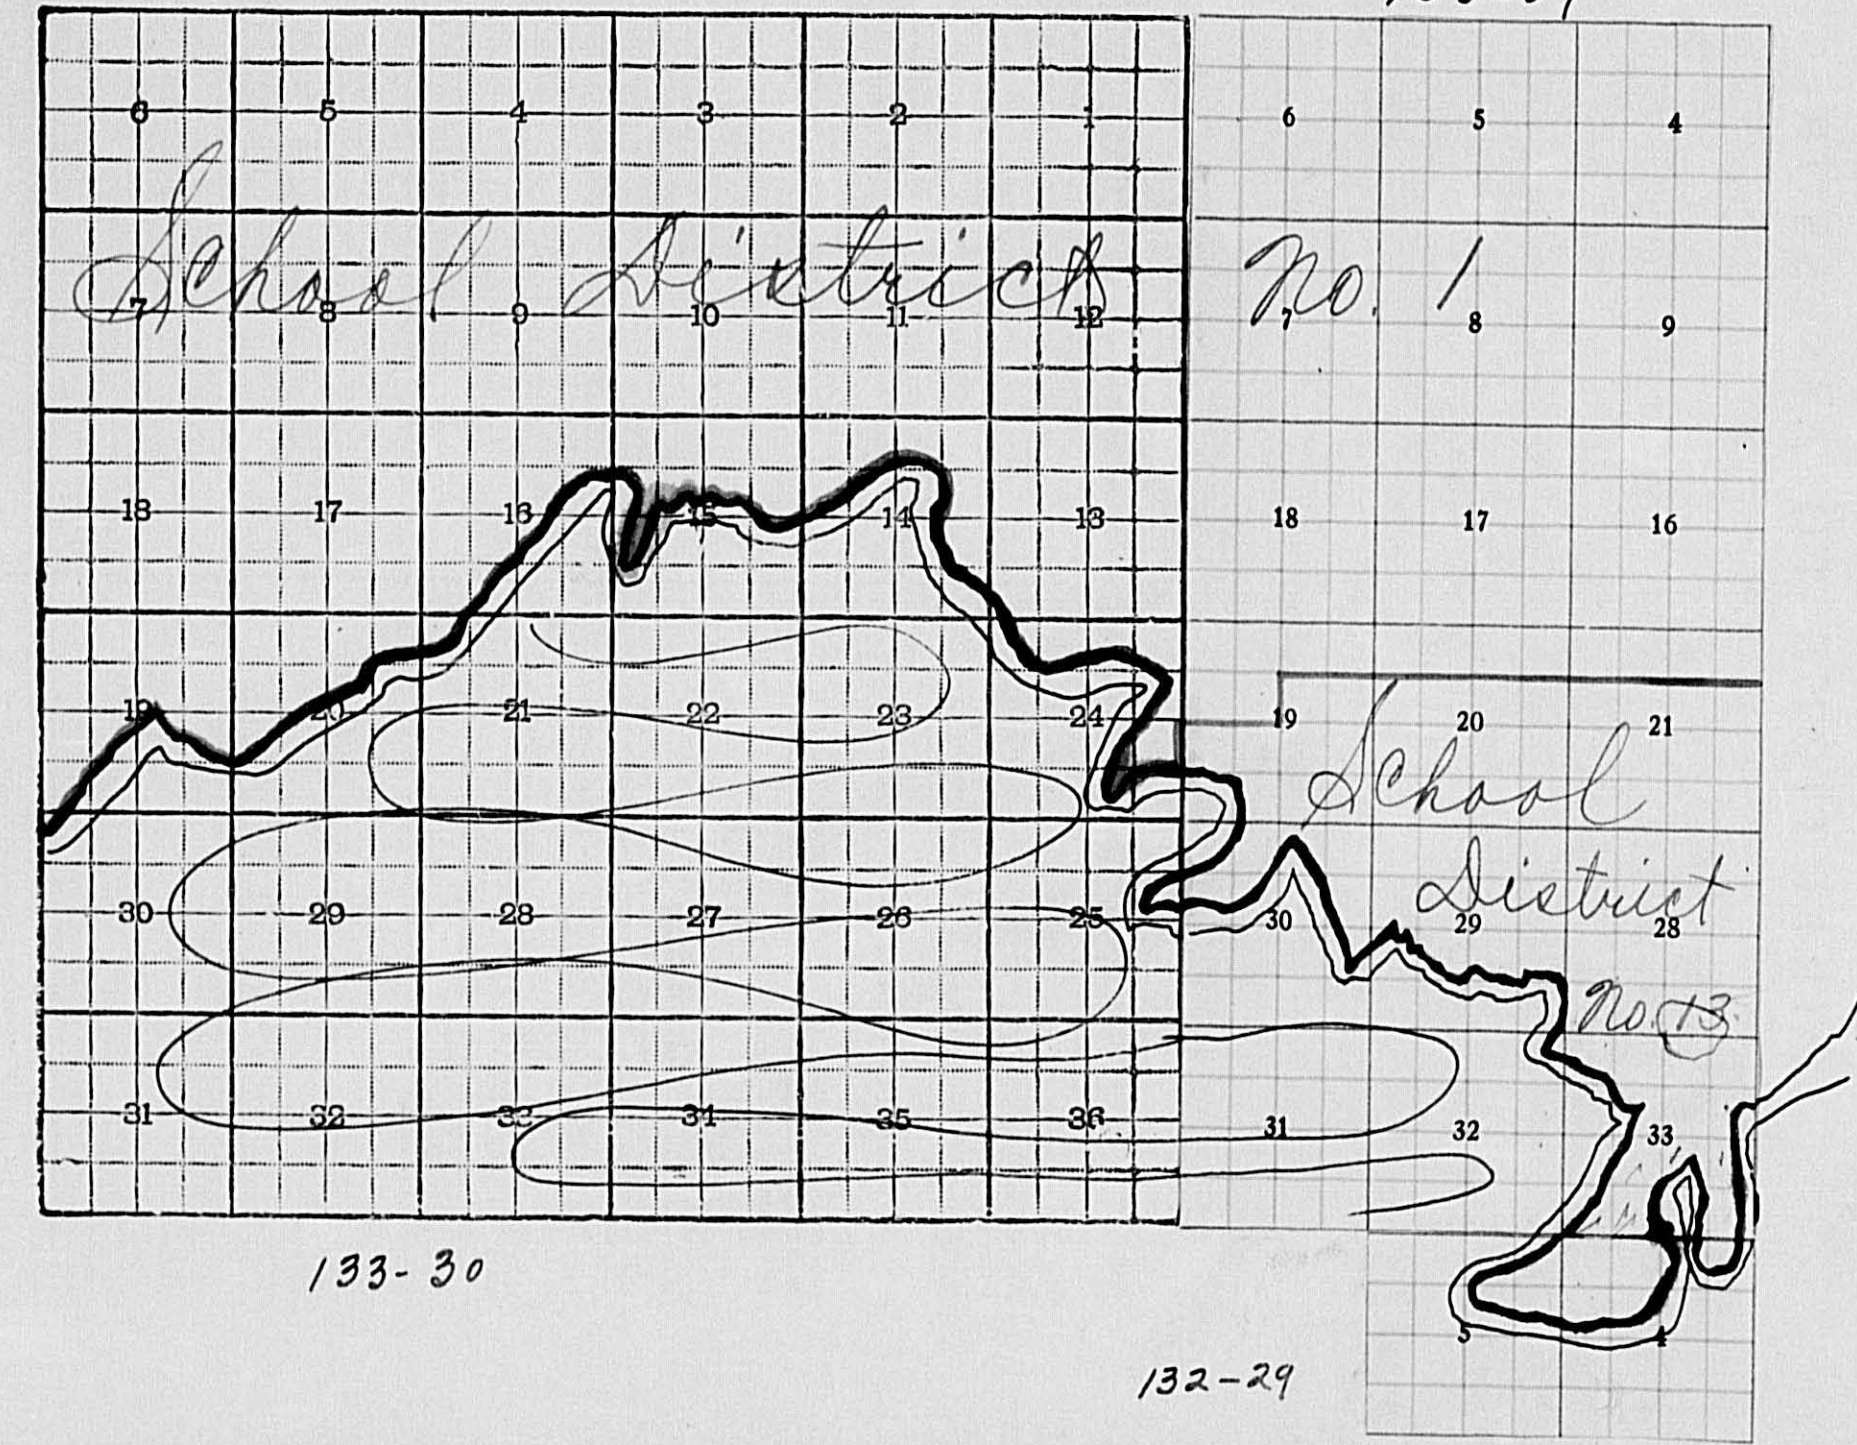 6 5 4 3 2 1 6 5 4
School District No. 1
7 8 9 10 11 12 7 8 9
18 17 16 15 14 13 18 17 16
19 20 21 22 23 24 19 20 21
School
District
30 29 28 27 26 25 30 29 28
No. 13
31 32 33 34 35 36 31 32 33
133-30
5 4
132-29